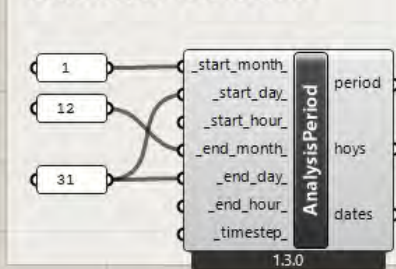 1
12
31
_start_month_
_start_day_
_start_hour_
_end_month_
_end_day_
_end_hour_
_timestep_
AnalysisPeriod
period
hoys
dates
1.3.0